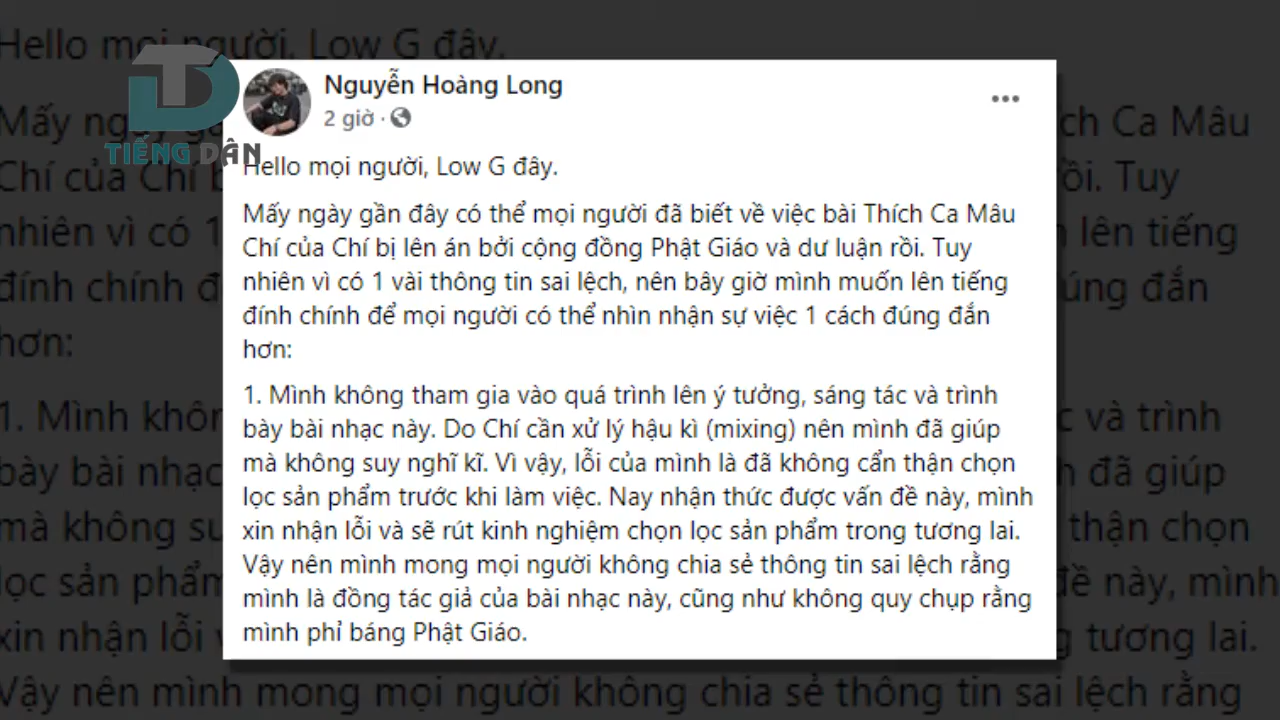 TIẾNG DÂN
Nguyễn Hoàng Long
2 giờ ·
Hello mọi người, Low G đây.
Mấy ngày gần đây có thể mọi người đã biết về việc bài Thích Ca Mâu
Chí của Chí bị lên án bởi cộng đồng Phật Giáo và dư luận rồi. Tuy
nhiên vì có 1 vài thông tin sai lệch, nên bây giờ mình muốn lên tiếng
đính chính để mọi người có thể nhìn nhận sự việc 1 cách đúng đắn
hơn:
1. Mình không tham gia vào quá trình lên ý tưởng, sáng tác và trình
bày bài nhạc này. Do Chí cần xử lý hậu kì (mixing) nên mình đã giúp
mà không suy nghĩ kĩ. Vì vậy, lỗi của mình là đã không cẩn thận chọn
lọc sản phẩm trước khi làm việc. Nay nhận thức được vấn đề này, mình
xin nhận lỗi và sẽ rút kinh nghiệm chọn lọc sản phẩm trong tương lai.
Vậy nên mình mong mọi người không chia sẻ thông tin sai lệch rằng
mình là đồng tác giả của bài nhạc này, cũng như không quy chụp rằng
mình phỉ báng Phật Giáo.